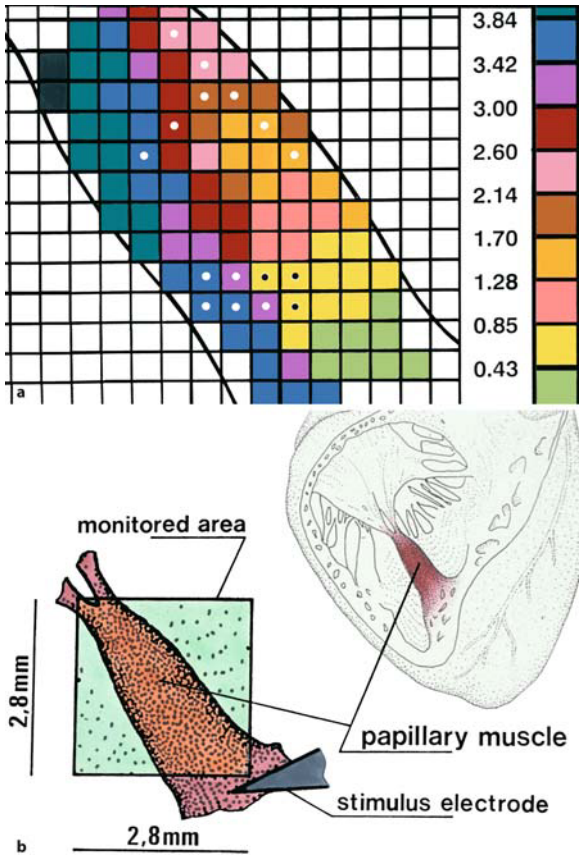 3.84
3.42
3.00
2.60
2.14
1.70
1.28
0.85
0.43
a
monitored area
2,8mm
papillary muscle
stimulus electrode
b
2,8mm